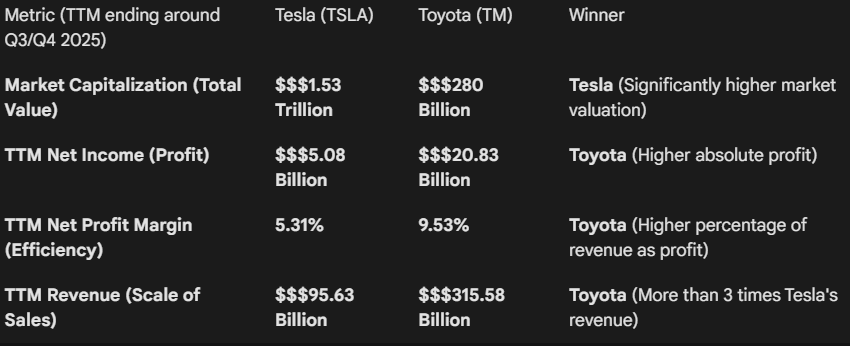 Metric (TTM ending around Tesla (TSLA) Toyota (TM) Winner
Q3/Q4 2025)
Market Capitalization (Total $$$1.53 $$$280 Tesla (Significantly higher market
Value) Trillion Billion valuation)
TTM Net Income (Profit) $$$5.08 $$$20.83 Toyota (Higher absolute profit)
Billion Billion
TTM Net Profit Margin 5.31% 9.53% Toyota (Higher percentage of
(Efficiency) revenue as profit)
TTM Revenue (Scale of $$$95.63 $$$315.58 Toyota (More than 3 times Tesla's
Sales) Billion Billion revenue)